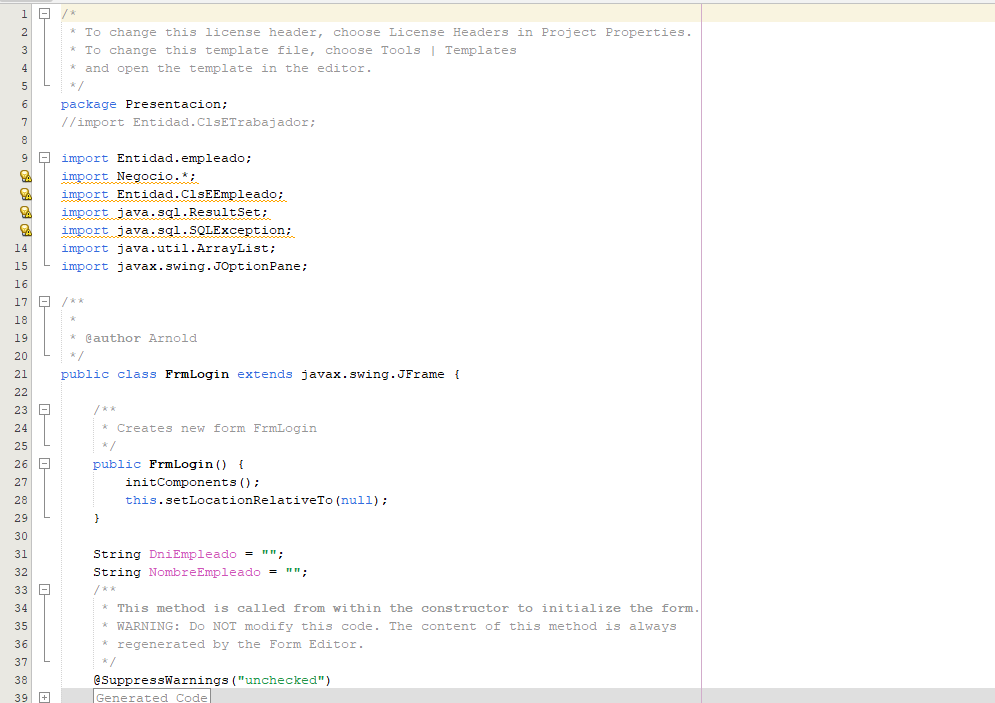 1 /*
2 * To change this license header, choose License Headers in Project Properties.
3 * To change this template file, choose Tools | Templates
4 * and open the template in the editor.
5 */
6 package Presentacion;
7 //import Entidad.ClsETrabajador;
8
9 import Entidad.empleado;
import Negocio.*;
import Entidad.ClsEEmpleado;
import java.sql.ResultSet;
import java.sql.SQLException;
14 import java.util.ArrayList;
15 import javax.swing.JOptionPane;
16
17 /**
18 *
19 * @author Arnold
20 */
21 public class FrmLogin extends javax.swing.JFrame {
22
23 /**
24 * Creates new form FrmLogin
25 */
26 public FrmLogin() {
27 initComponents();
28 this.setLocationRelativeTo(null);
29 }
30
31 String DniEmpleado = "";
32 String NombreEmpleado = "";
33 /**
34 * This method is called from within the constructor to initialize the form.
35 * WARNING: Do NOT modify this code. The content of this method is always
36 * regenerated by the Form Editor.
37 */
38 @SuppressWarnings("unchecked")
39 Generated Code